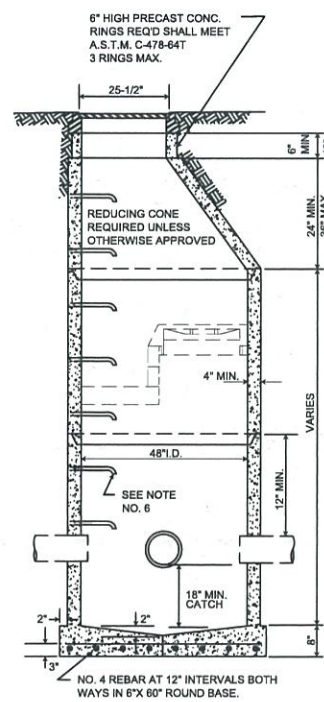 6" HIGH PRECAST CONC.
RINGS REQ'D SHALL MEET
A.S.T.M. C-478-64T
3 RINGS MAX.
25-1/2"
6"
MIN
REDUCING CONE
REQUIRED UNLESS
OTHERWISE APPROVED
24" MIN.
4" MIN.
VARIES
48"I.D.
SEE NOTE
NO. 6
12" MIN.
18" MIN.
CATCH
2"
2"
3"
8"
NO. 4 REBAR AT 12" INTERVALS BOTH
WAYS IN 6"X 60" ROUND BASE.